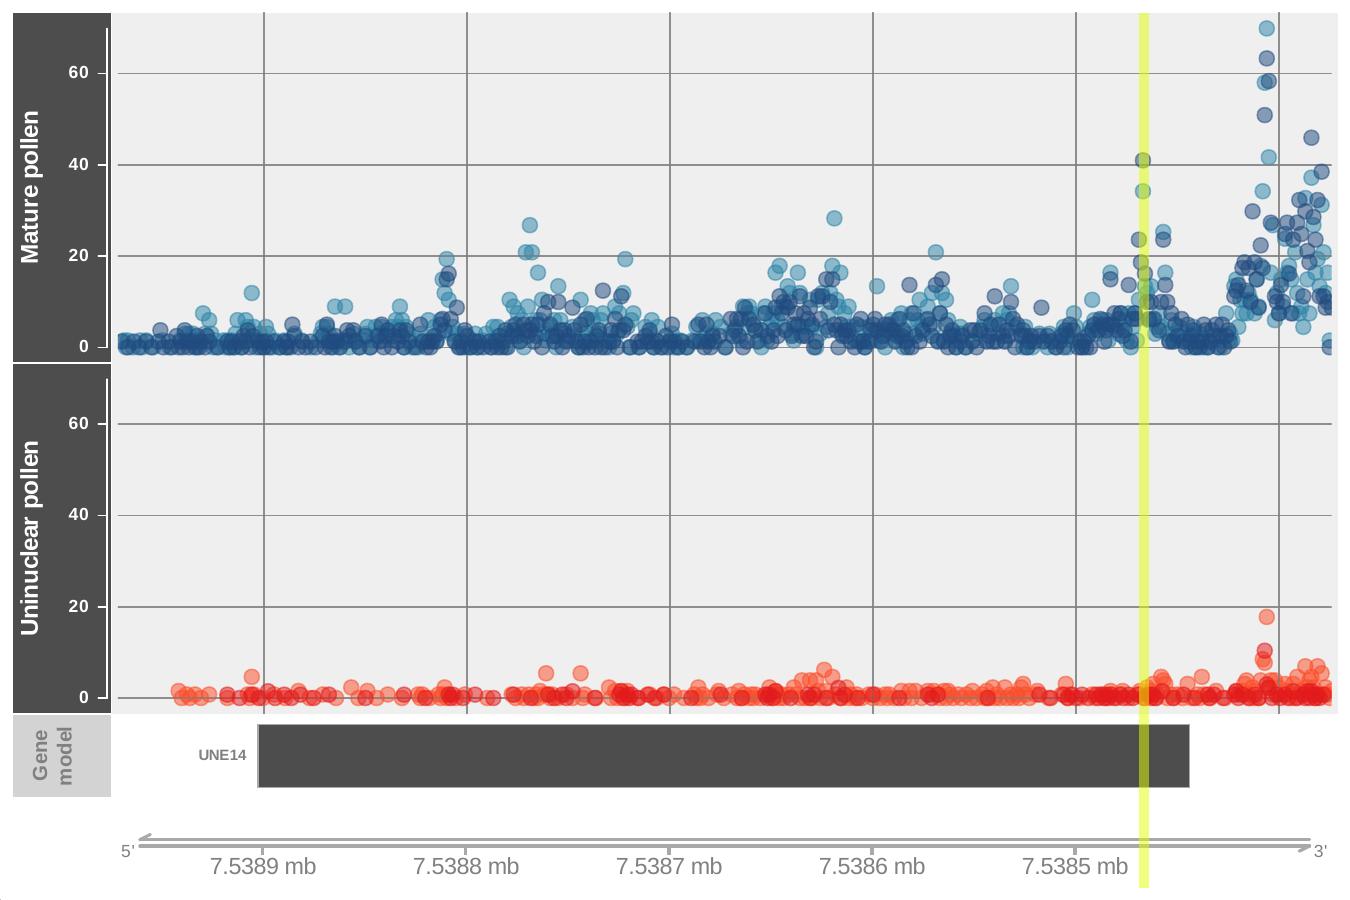 Mature pollen
60
40
20
0
Uninuclear pollen
60
40
20
0
Gene
model
UNE14
5'
3'
7.5389 mb
7.5388 mb
7.5387 mb
7.5386 mb
7.5385 mb